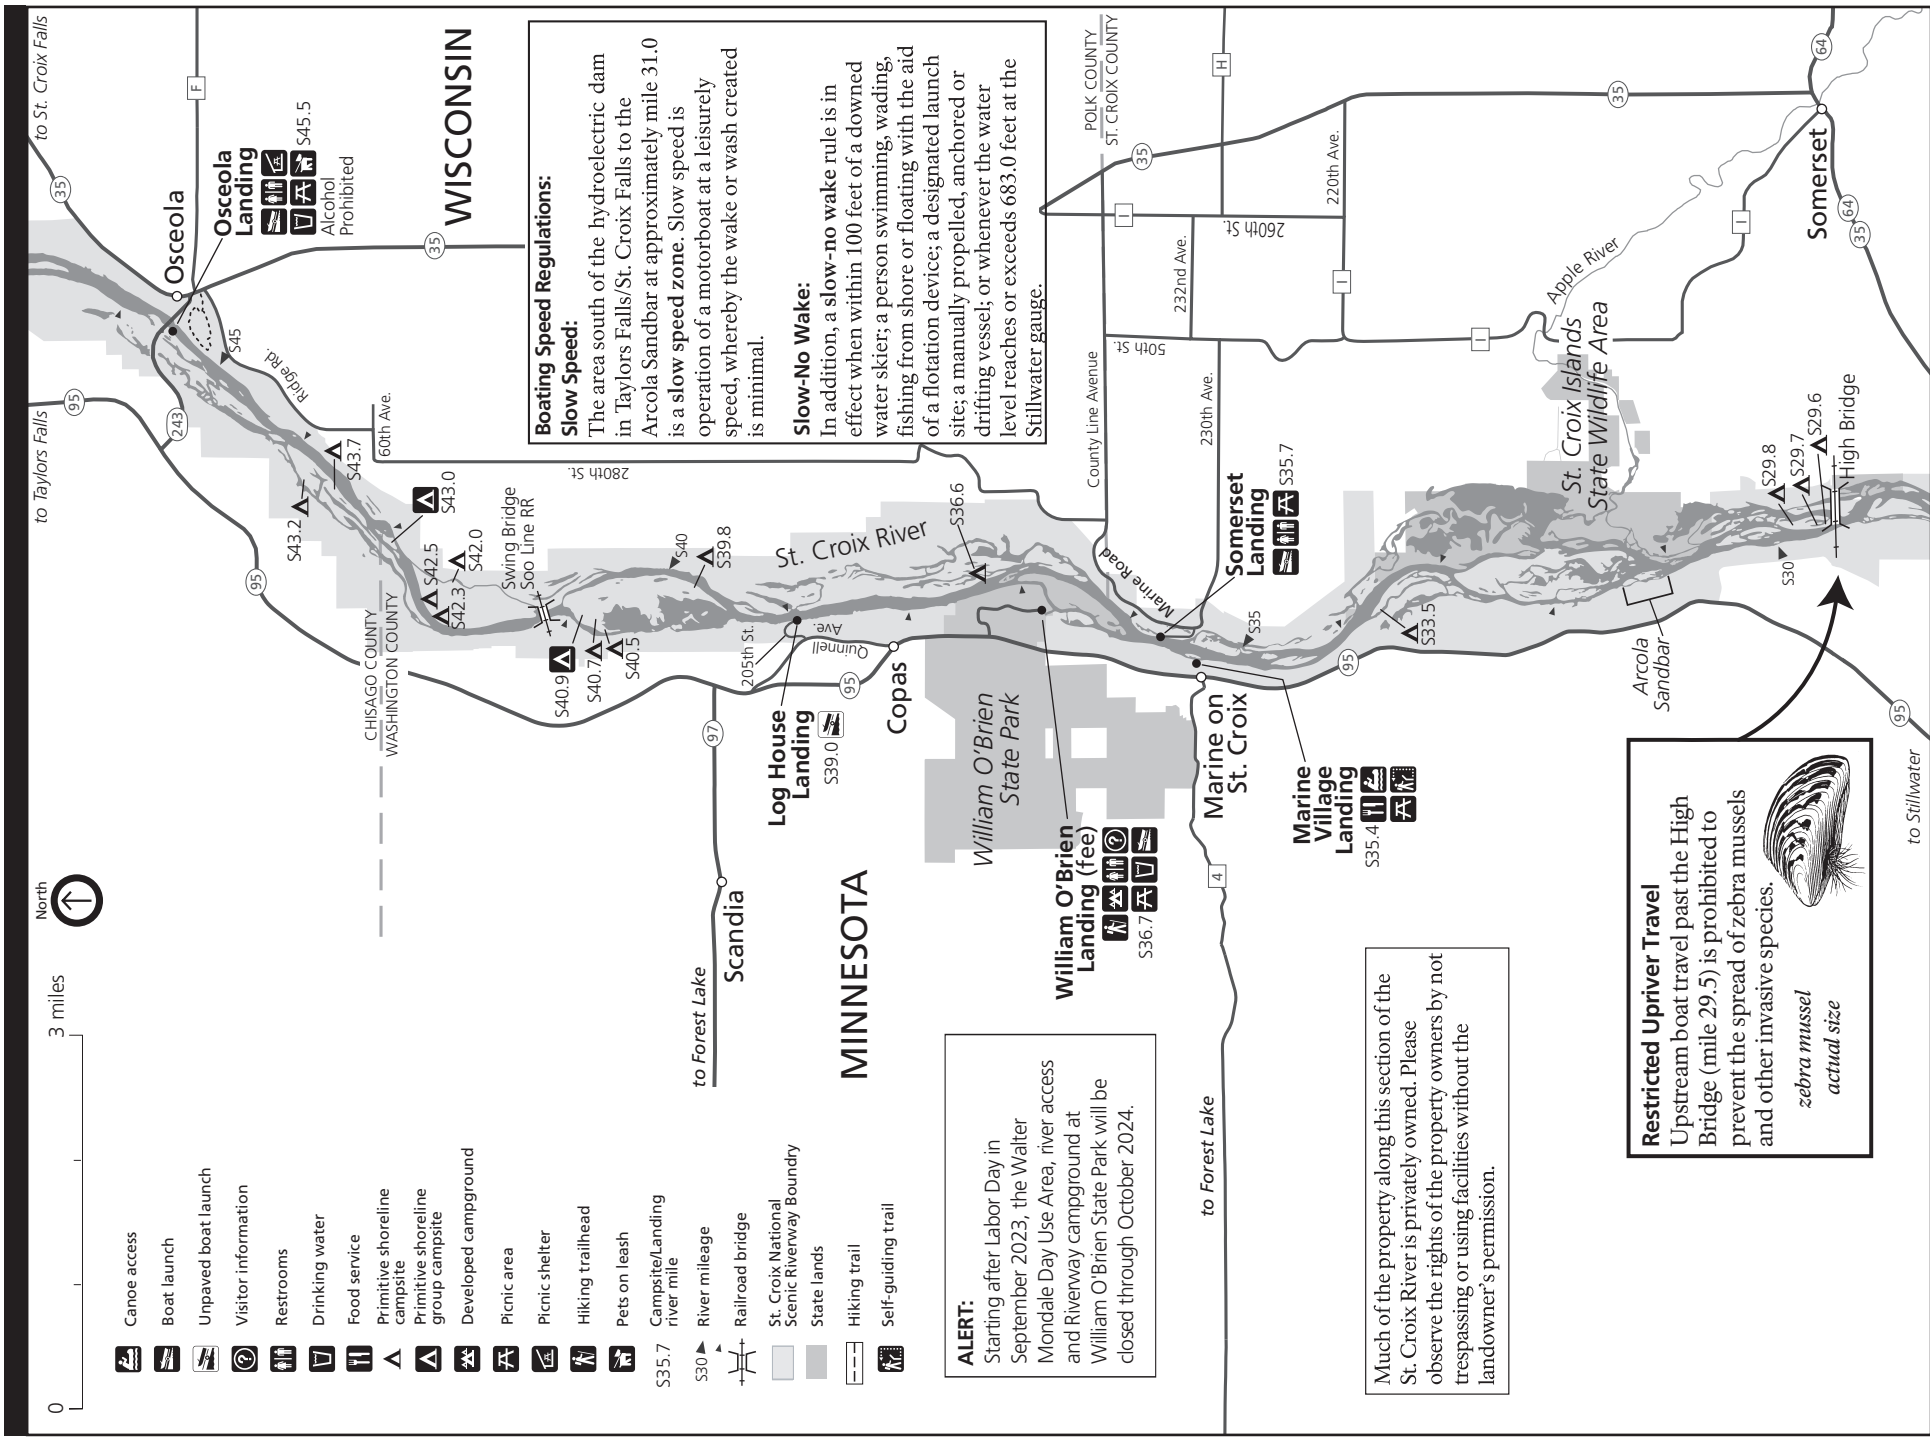 North
0
3 miles
Canoe access
Boat launch
Unpaved boat launch
Visitor information
Restrooms
Drinking water
Food service
Primitive shoreline
campsite
Primitive shoreline
group campsite
Developed campground
Picnic area
Picnic shelter
Hiking trailhead
Pets on leash
S35.7
Campsite/Landing
river mile
S30
River mileage
Railroad bridge
St. Croix National
Scenic Riverway Boundry
State lands
Hiking trail
Self-guiding trail
ALERT:
Starting after Labor Day in
September 2023, the Walter
Mondale Day Use Area, river access
and Riverway campground at
William O'Brien State Park will be
closed through October 2024.
Much of the property along this section of the
St. Croix River is privately owned. Please
observe the rights of the property owners by not
trespassing or using facilities without the
landowner's permission.
Restricted Upriver Travel
Upstream boat travel past the High
Bridge (mile 29.5) is prohibited to
prevent the spread of zebra mussels
and other invasive species.
zebra mussel
actual size
Boating Speed Regulations:
Slow Speed:
The area south of the hydroelectric dam
in Taylors Falls/St. Croix Falls to the
Arcola Sandbar at approximately mile 31.0
is a slow speed zone. Slow speed is
operation of a motorboat at a leisurely
speed, whereby the wake or wash created
is minimal.
Slow-No Wake:
In addition, a slow-no wake rule is in
effect when within 100 feet of a downed
water skier; a person swimming, wading,
fishing from shore or floating with the aid
of a flotation device; a designated launch
site; a manually propelled, anchored or
drifting vessel; or whenever the water
level reaches or exceeds 683.0 feet at the
Stillwater gauge.
to Taylors Falls
to St. Croix Falls
95
35
F
243
Osceola
Osceola
Landing
S45.5
Alcohol
Prohibited
WISCONSIN
35
S45
Ridge Rd.
60th Ave.
280th St.
95
S43.7
S43.2
S43.0
S42.5
S42.0
S42.3
CHISAGO COUNTY
WASHINGTON COUNTY
Swing Bridge
Soo Line RR
S40.9
S40.7
S40.5
S40
S39.8
205th St.
Quinnell
Ave.
97
Scandia
to Forest Lake
Log House
Landing
S39.0
95
Copas
St. Croix River
MINNESOTA
S36.6
William O'Brien
State Park
William O'Brien
Landing (fee)
S36.7
POLK COUNTY
ST. CROIX COUNTY
H
35
I
County Line Avenue
232nd Ave.
260th St.
220th Ave.
50th St.
230th Ave.
I
I
35
Marine Road
Somerset
Landing
S35.7
Marine on
St. Croix
4
to Forest Lake
Marine
Village
Landing
S35.4
S35
95
S33.5
Apple River
St. Croix Islands
State Wildlife Area
Arcola
Sandbar
I
64
Somerset
64
35
S29.8
S29.7
S29.6
High Bridge
S30
95
to Stillwater